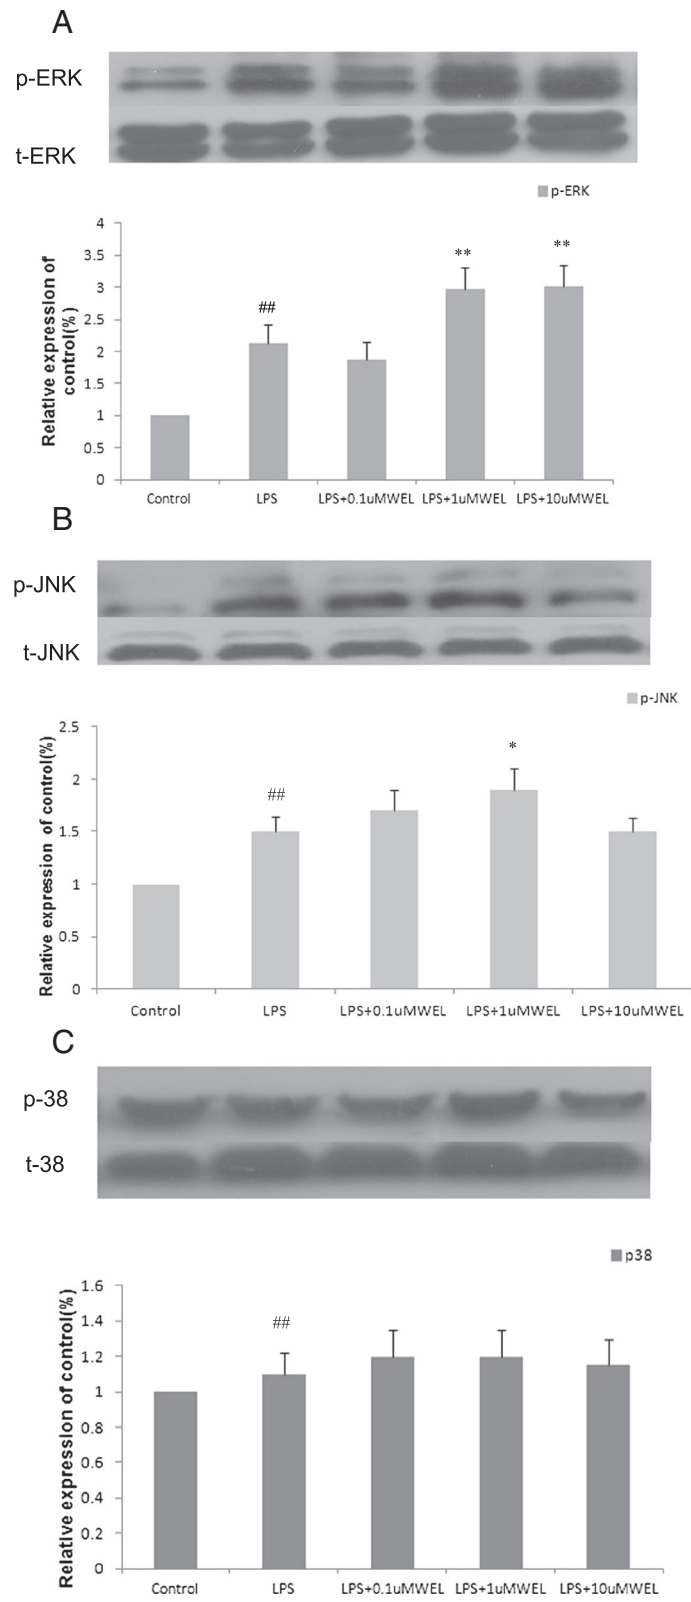 A
p-ERK
t-ERK
p-ERK
4
3.5
3
2.5
2
1.5
1
0.5
0
Relative expression of
control(%)
##
**
**
Control LPS LPS+0.1uMWEL LPS+1uMWEL LPS+10uMWEL
B
p-JNK
t-JNK
p-JNK
2.5
2
1.5
1
0.5
0
Relative expression of control(%)
##
*
Control LPS LPS+0.1uMWEL LPS+1uMWEL LPS+10uMWEL
C
p-38
t-38
p38
1.6
1.4
1.2
1
0.8
0.6
0.4
0.2
0
Relative expression of control(%)
##
Control LPS LPS+0.1uMWEL LPS+1uMWEL LPS+10uMWEL